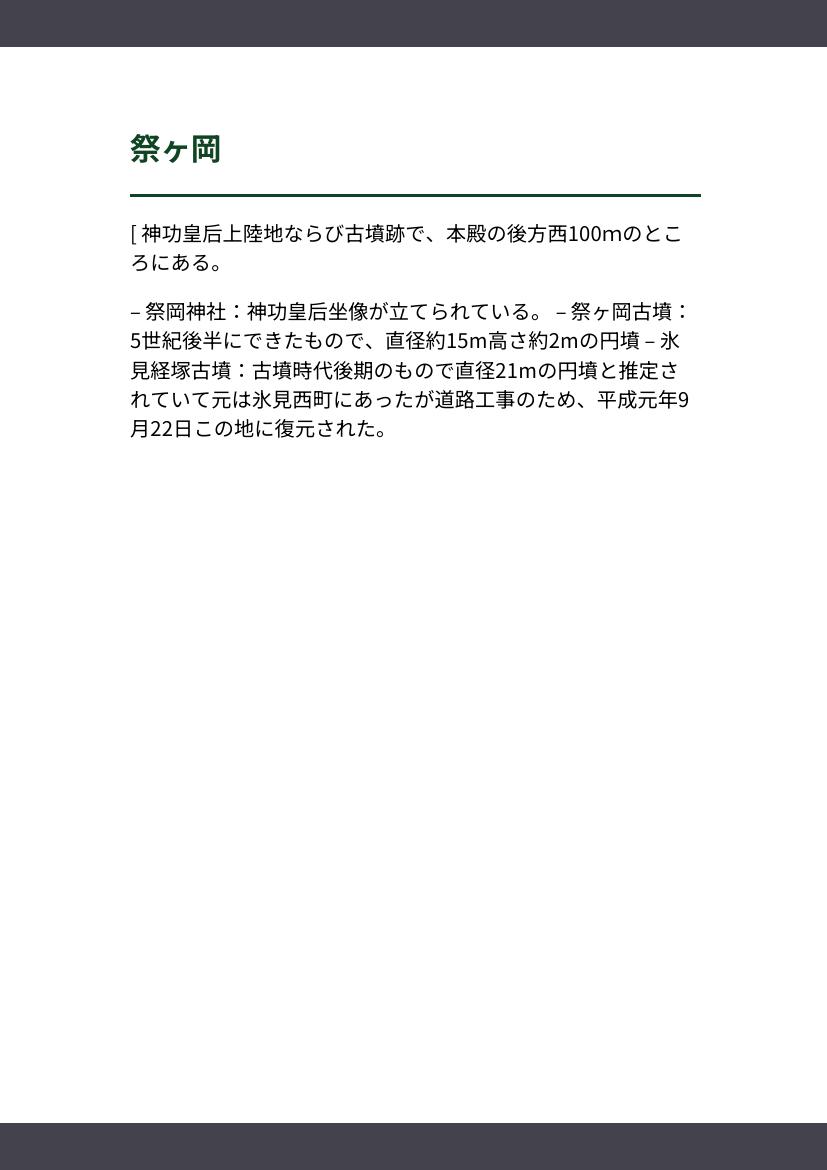 祭ヶ岡
[ 神功皇后上陸地ならび古墳跡で、本殿の後方西100ｍのとこ
ろにある。
– 祭岡神社：神功皇后坐像が立てられている。 – 祭ヶ岡古墳：
5世紀後半にできたもので、直径約15m高さ約2mの円墳 – 氷
見経塚古墳：古墳時代後期のもので直径21mの円墳と推定さ
れていて元は氷見西町にあったが道路工事のため、平成元年9
月22日この地に復元された。